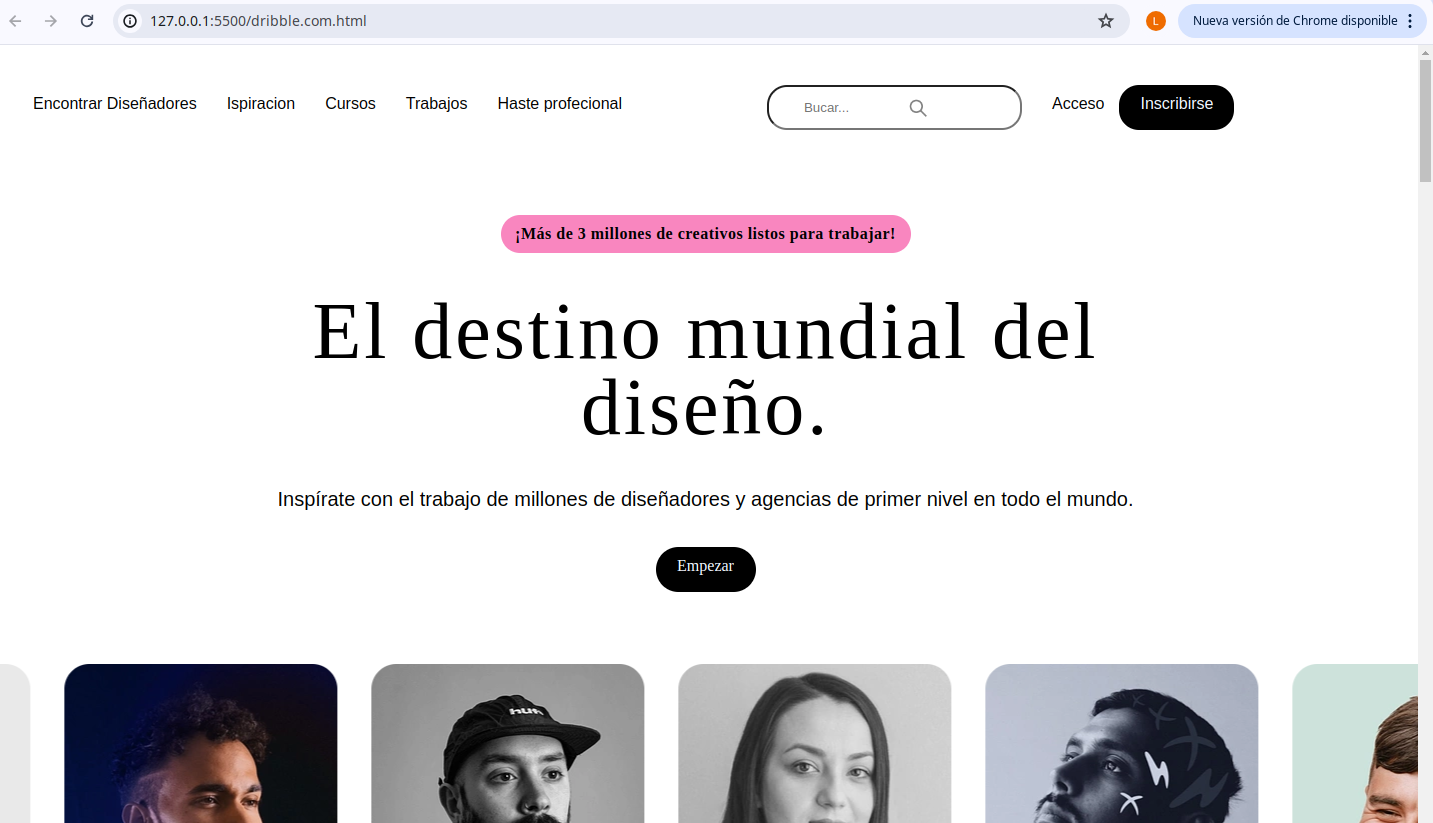 127.0.0.1:5500/dribble.com.html
L
Nueva versión de Chrome disponible
Encontrar Diseñadores Ispiracion Cursos Trabajos Haste profecional Bucar... Acceso Inscribirse
¡Más de 3 millones de creativos listos para trabajar!
El destino mundial del
diseño.
Inspírate con el trabajo de millones de diseñadores y agencias de primer nivel en todo el mundo.
Empezar